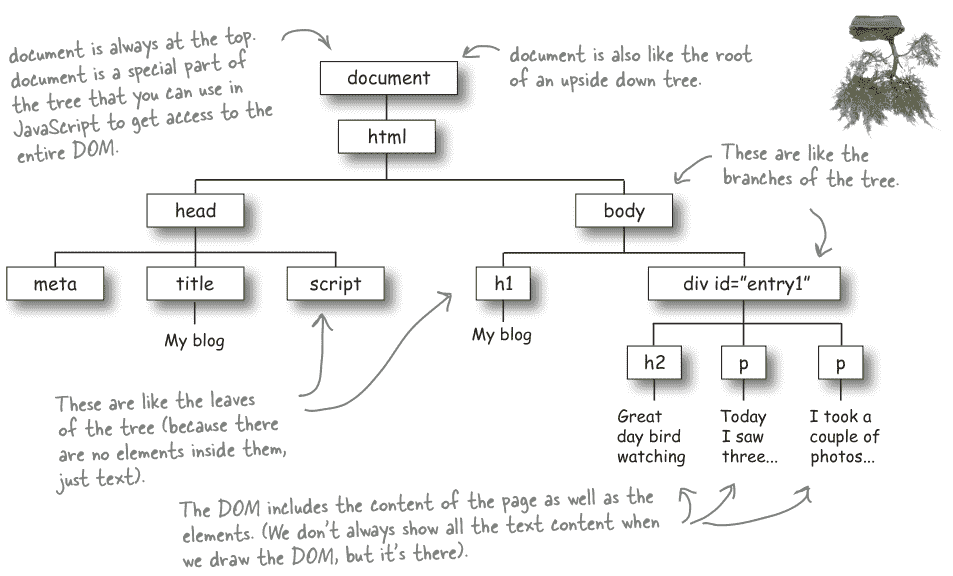 document is always at the top.
document is a special part of
the tree that you can use in
JavaScript to get access to the
entire DOM.
document
document is also like the root
of an upside down tree.
html
These are like the
branches of the tree.
head
body
meta
title
script
h1
div id="entry1"
My blog
My blog
h2
p
p
Great
day bird
watching
Today
I saw
three...
I took a
couple of
photos...
These are like the leaves
of the tree (because there
are no elements inside them,
just text).
The DOM includes the content of the page as well as the
elements. (We don't always show all the text content when
we draw the DOM, but it's there).